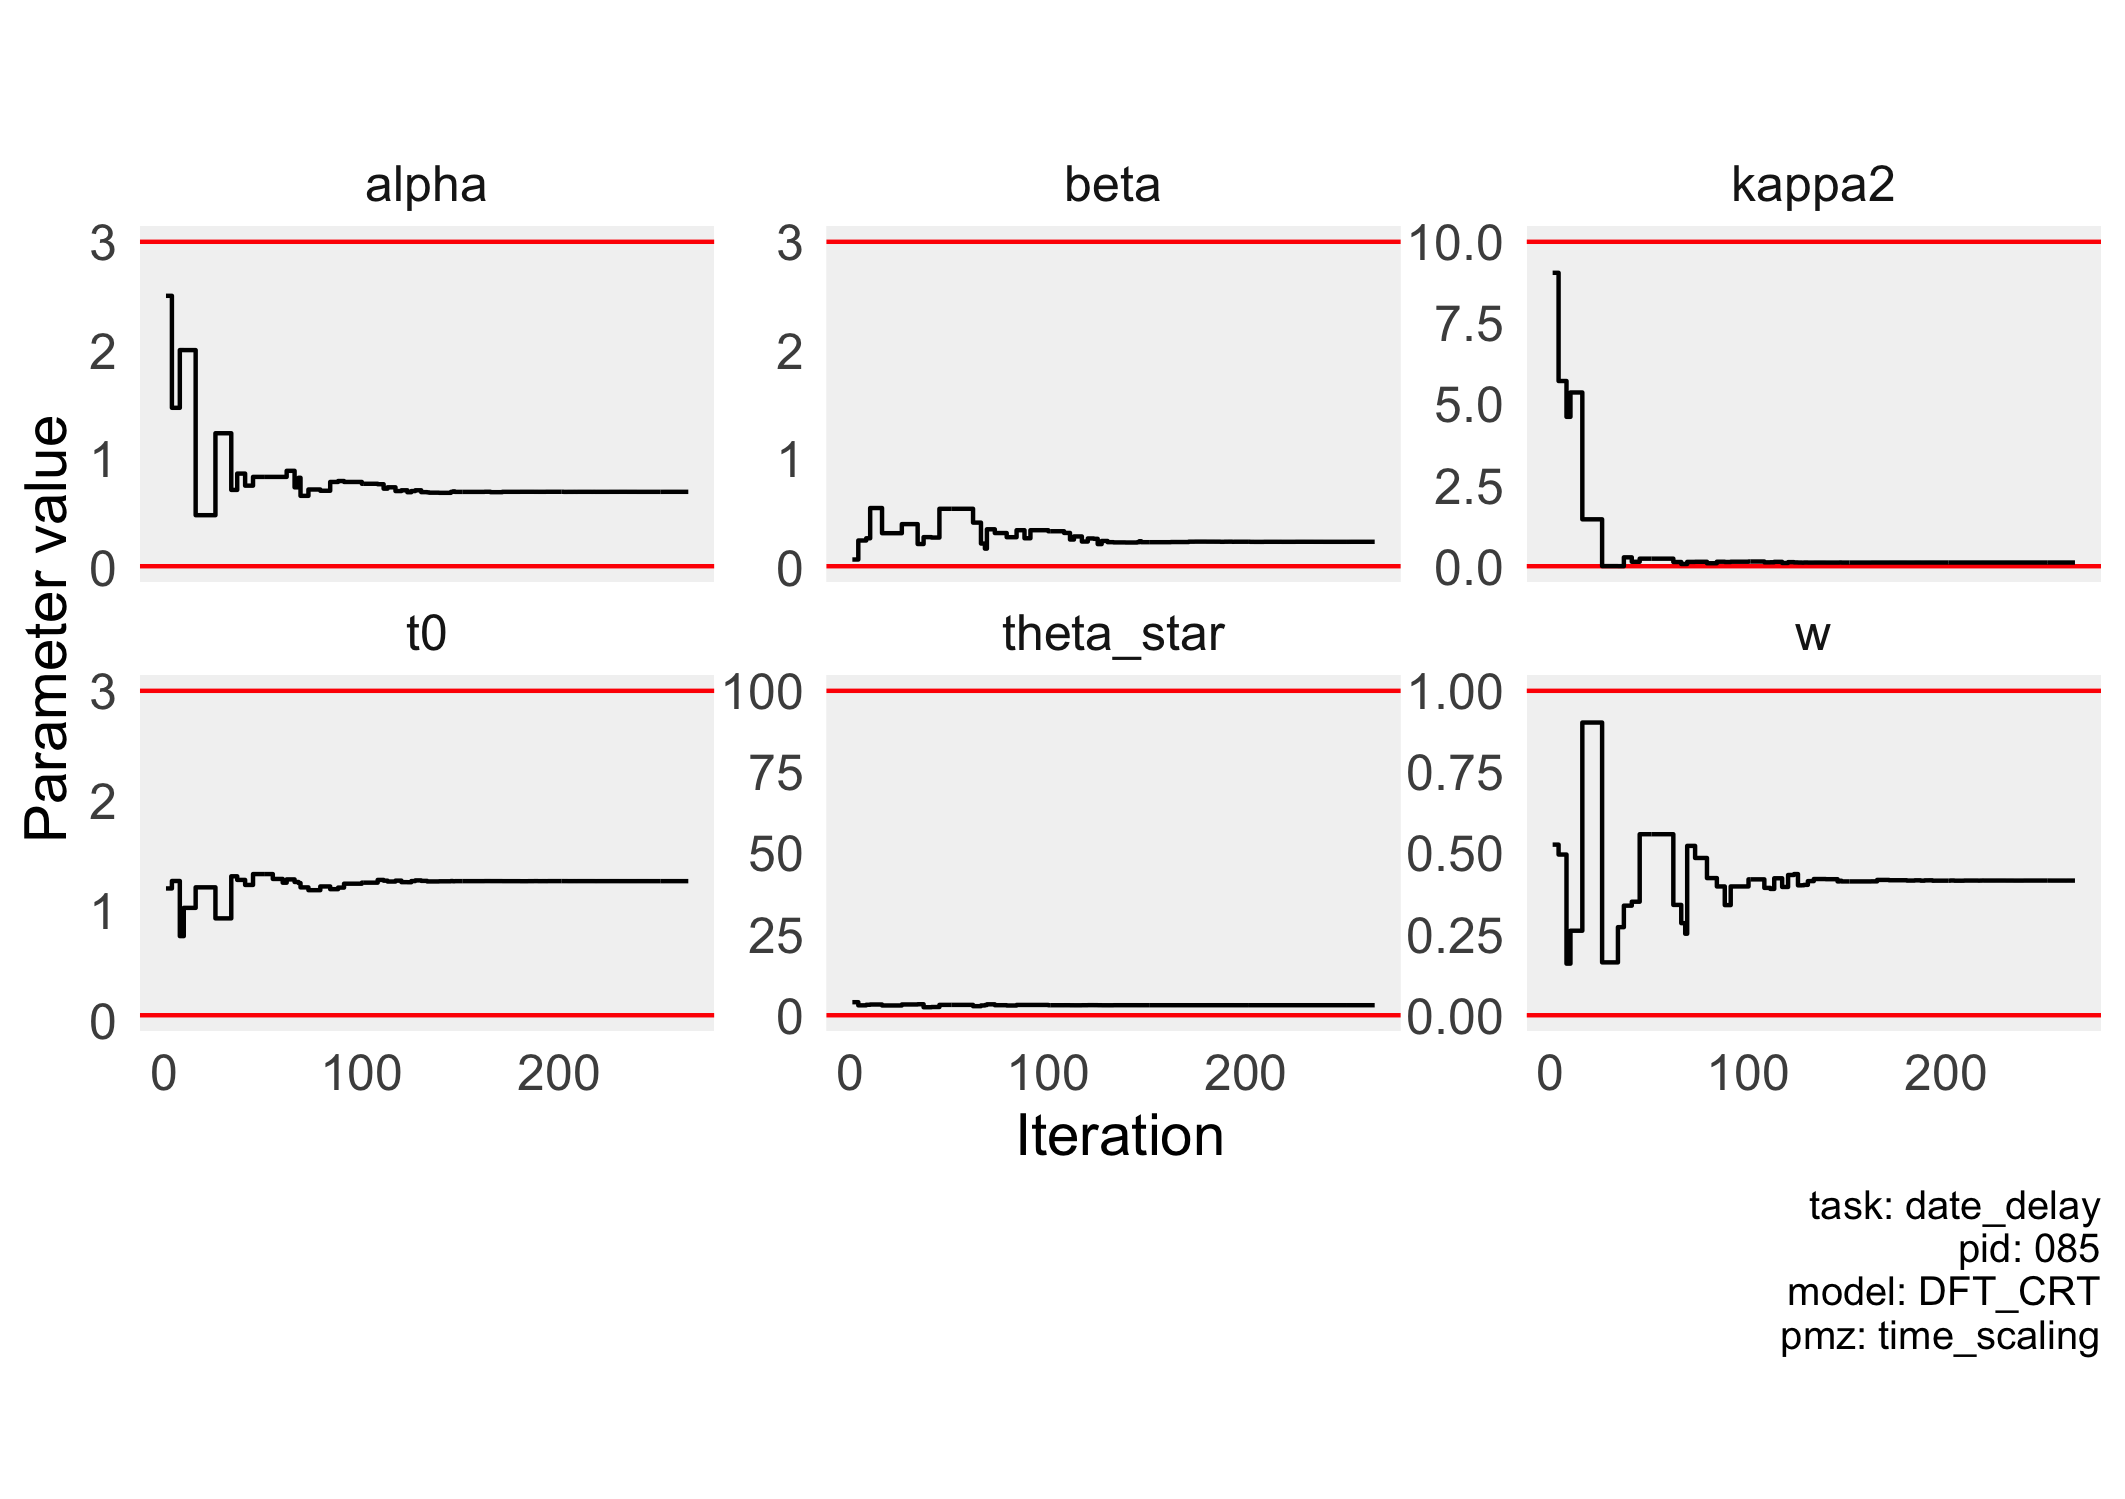 alpha
beta
kappa2
3
2
1
0
3
2
1
0
10.0
7.5
5.0
2.5
0.0
t0
theta_star
w
3
2
1
0
100
75
50
25
0
1.00
0.75
0.50
0.25
0.00
0 100 200
0 100 200
0 100 200
Parameter value
Iteration
task: date_delay
pid: 085
model: DFT_CRT
pmz: time_scaling